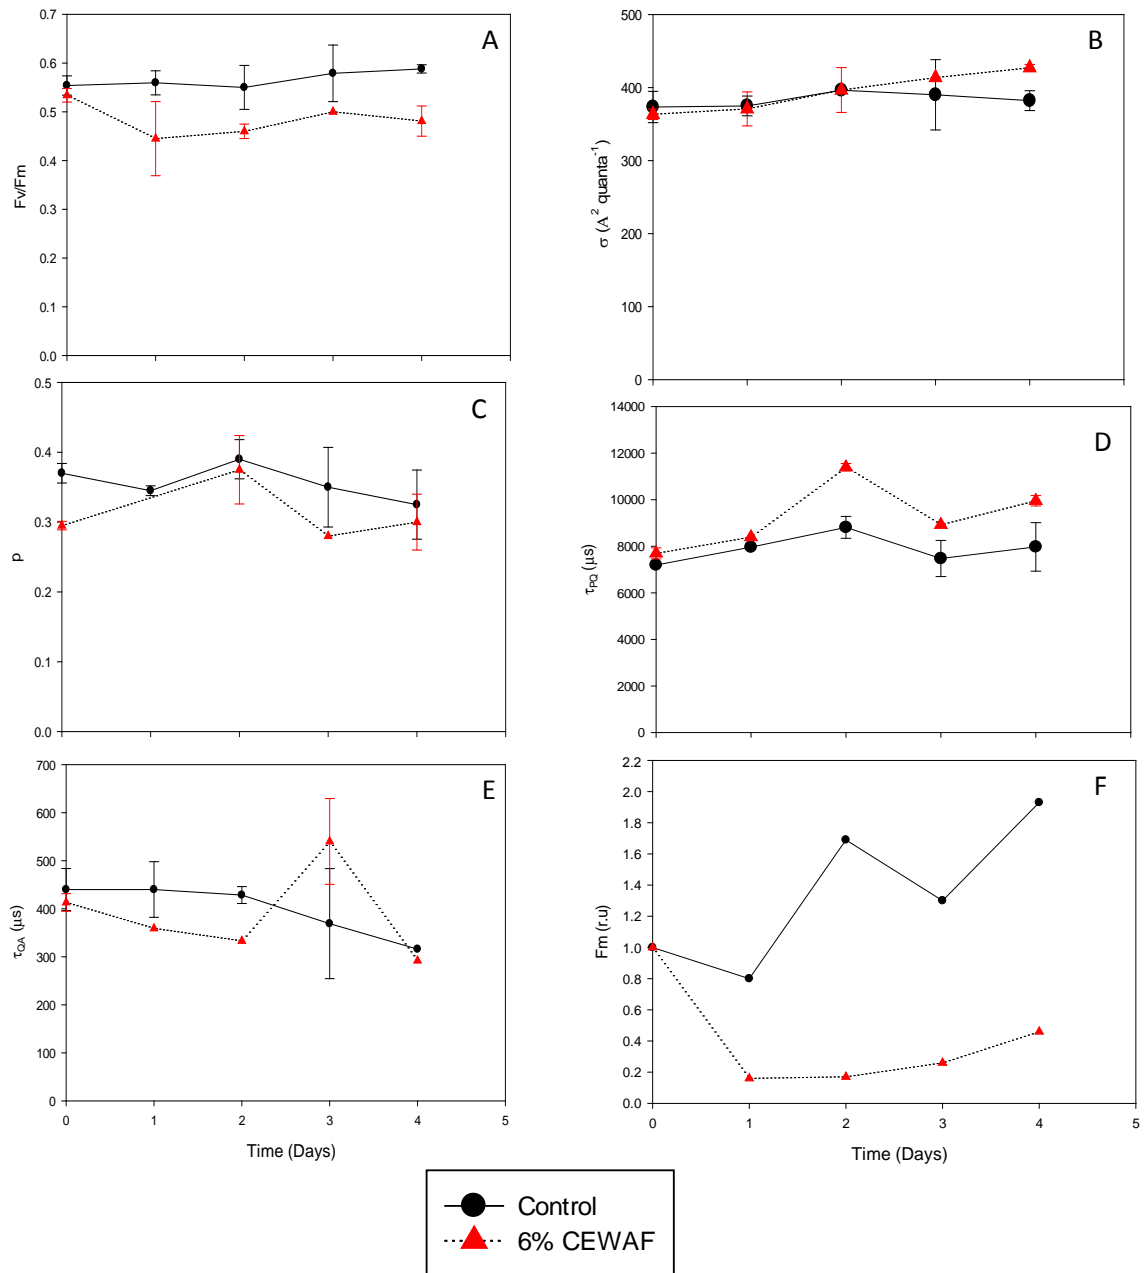 A
0.7
0.6
0.5
0.4
0.3
0.2
0.1
0.0
Fv/Fm
B
500
400
300
200
100
0
σ (A² quanta⁻¹)
C
0.5
0.4
0.3
0.2
0.1
0.0
p
D
14000
12000
10000
8000
6000
4000
2000
0
τPQ (µs)
E
700
600
500
400
300
200
100
0
τQA (µs)
0 1 2 3 4 5
Time (Days)
F
2.2
2.0
1.8
1.6
1.4
1.2
1.0
0.8
0.6
0.4
0.2
0.0
Fm (r.u)
0 1 2 3 4 5
Time (Days)
Control
6% CEWAF